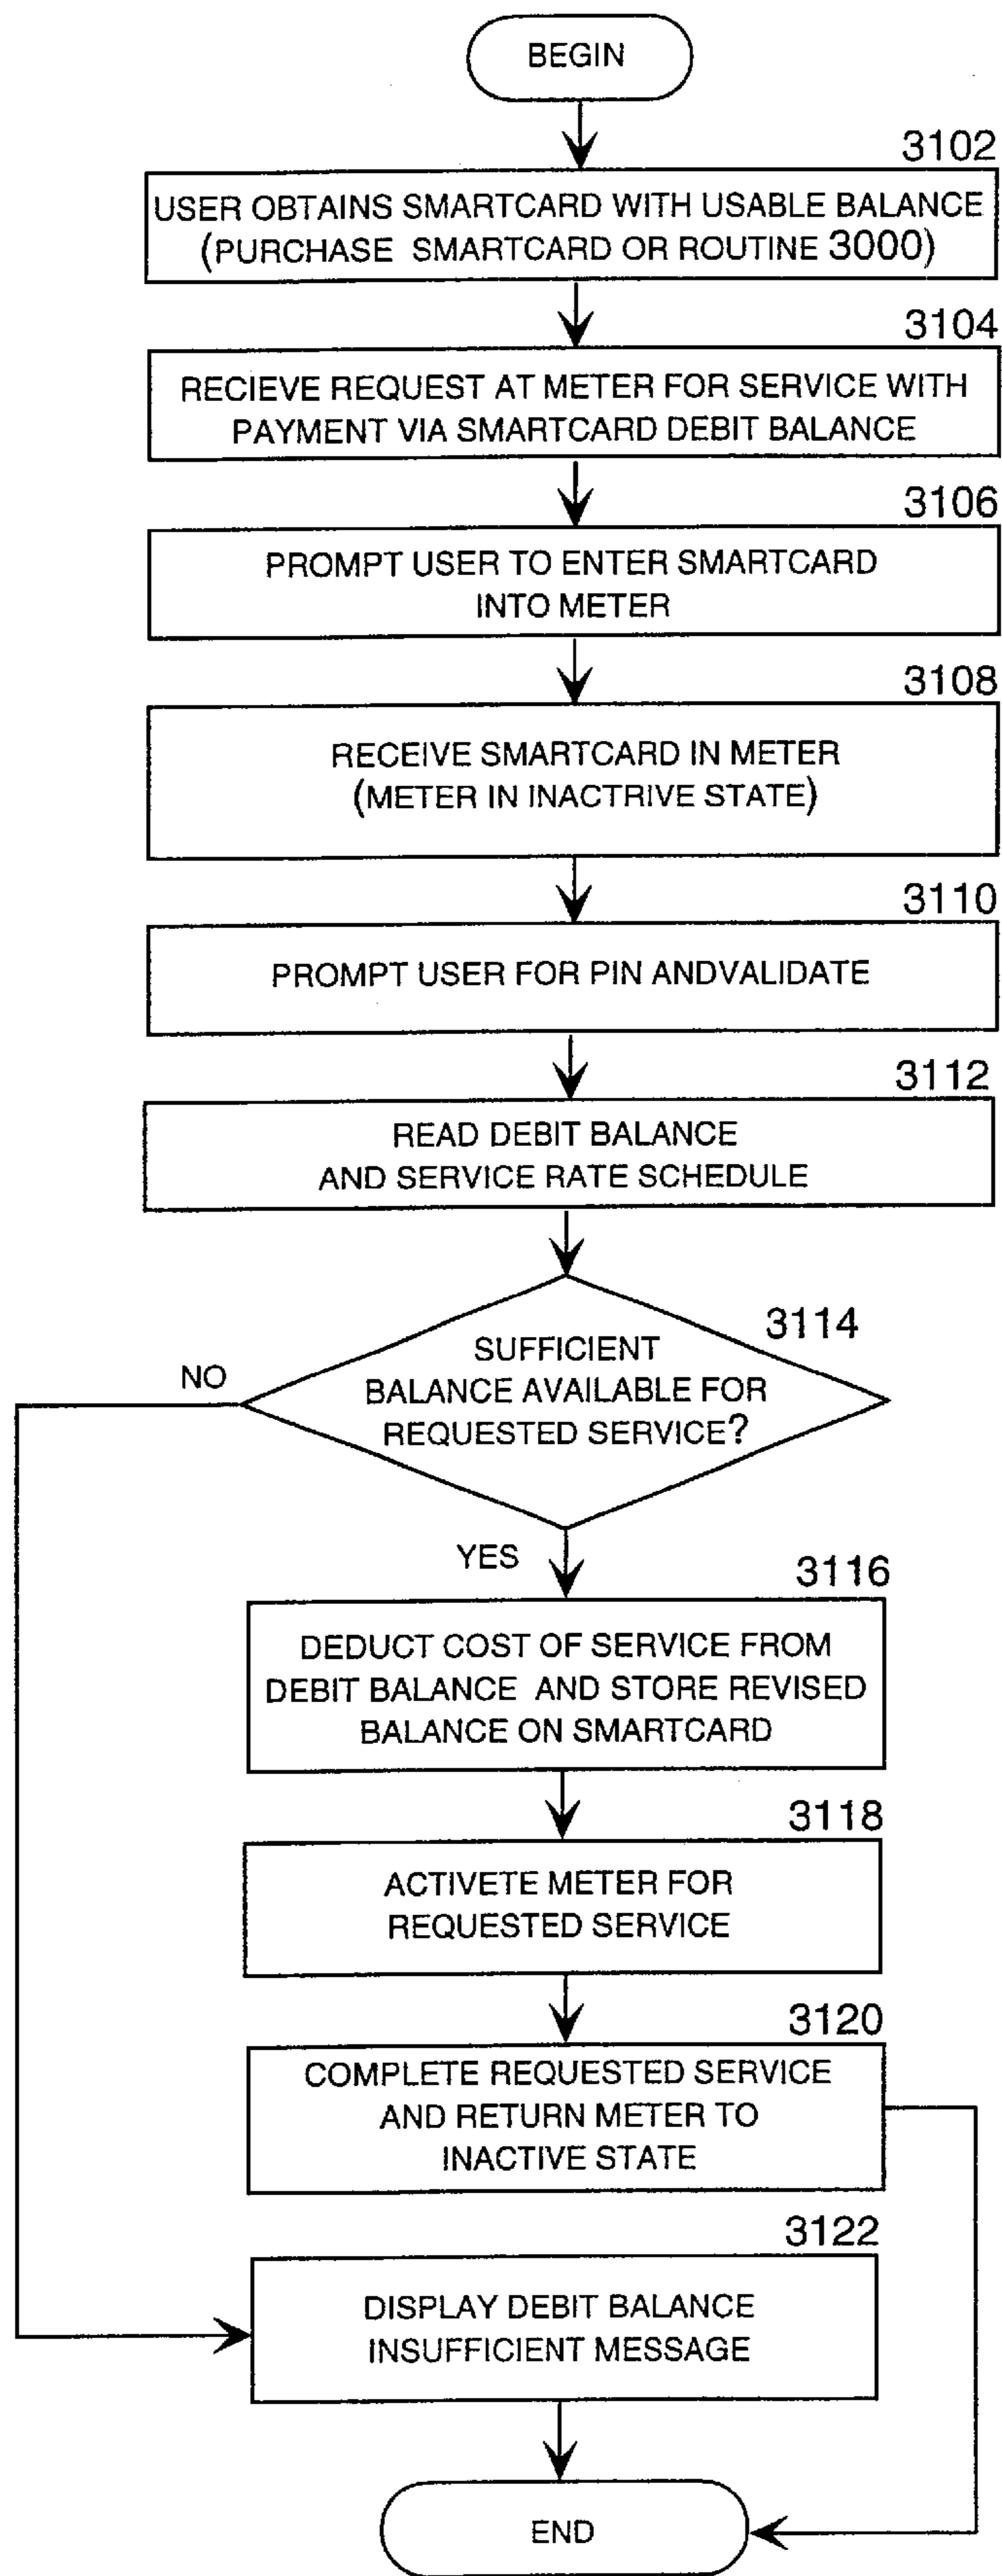 BEGIN
3102
USER OBTAINS SMARTCARD WITH USABLE BALANCE
(PURCHASE SMARTCARD OR ROUTINE 3000)
3104
RECIEVE REQUEST AT METER FOR SERVICE WITH
PAYMENT VIA SMARTCARD DEBIT BALANCE
3106
PROMPT USER TO ENTER SMARTCARD
INTO METER
3108
RECEIVE SMARTCARD IN METER
(METER IN INACTRIVE STATE)
3110
PROMPT USER FOR PIN ANDVALIDATE
3112
READ DEBIT BALANCE
AND SERVICE RATE SCHEDULE
3114
SUFFICIENT
BALANCE AVAILABLE FOR
REQUESTED SERVICE?
NO
YES
3116
DEDUCT COST OF SERVICE FROM
DEBIT BALANCE AND STORE REVISED
BALANCE ON SMARTCARD
3118
ACTIVETE METER FOR
REQUESTED SERVICE
3120
COMPLETE REQUESTED SERVICE
AND RETURN METER TO
INACTIVE STATE
3122
DISPLAY DEBIT BALANCE
INSUFFICIENT MESSAGE
END